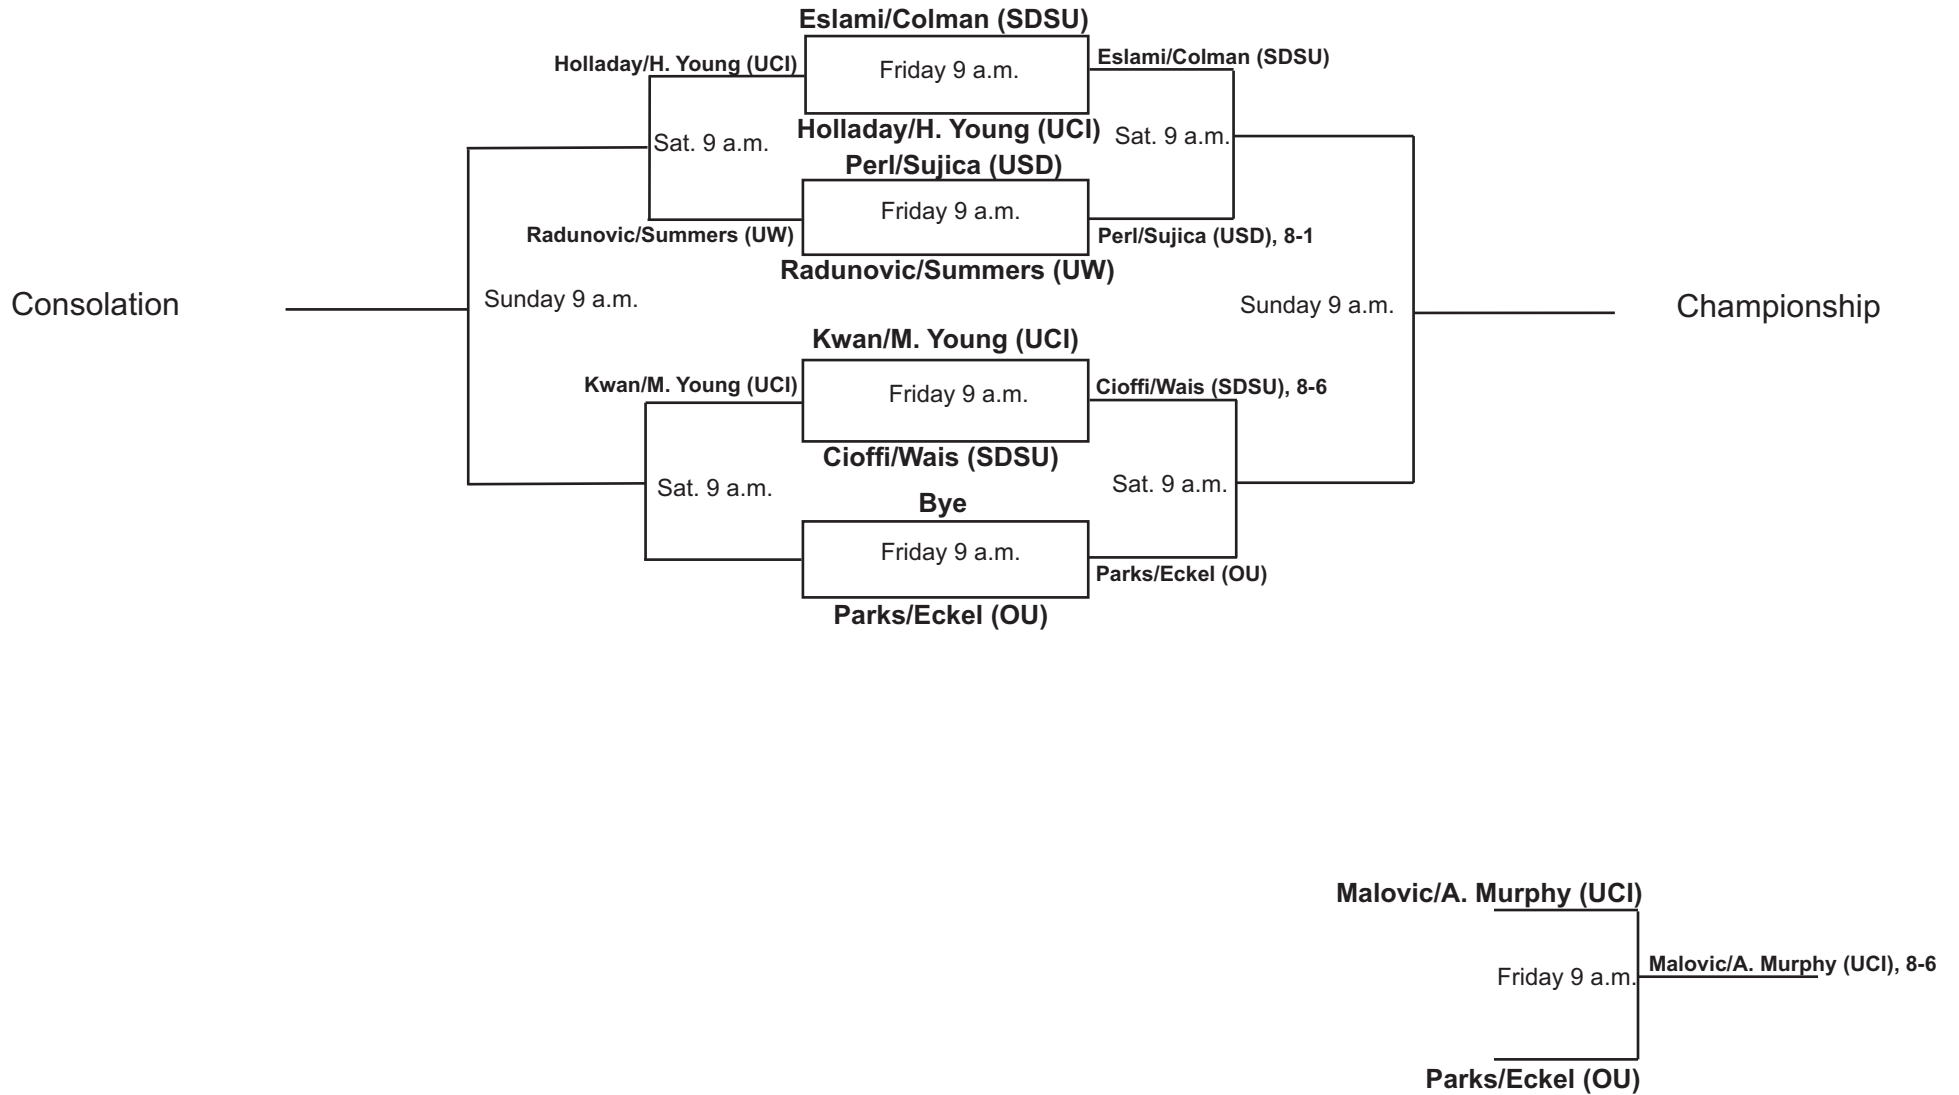 Eslami/Colman (SDSU)
Holladay/H. Young (UCI)
Friday 9 a.m.
Eslami/Colman (SDSU)
Sat. 9 a.m.
Holladay/H. Young (UCI)
Sat. 9 a.m.
Perl/Sujica (USD)
Friday 9 a.m.
Radunovic/Summers (UW)
Perl/Sujica (USD), 8-1
Radunovic/Summers (UW)
Consolation
Sunday 9 a.m.
Sunday 9 a.m.
Championship
Kwan/M. Young (UCI)
Kwan/M. Young (UCI)
Friday 9 a.m.
Cioffi/Wais (SDSU), 8-6
Cioffi/Wais (SDSU)
Sat. 9 a.m.
Sat. 9 a.m.
Bye
Friday 9 a.m.
Parks/Eckel (OU)
Parks/Eckel (OU)
Malovic/A. Murphy (UCI)
Friday 9 a.m.
Malovic/A. Murphy (UCI), 8-6
Parks/Eckel (OU)